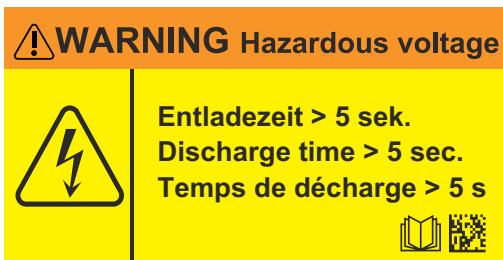 WARNING Hazardous voltage
Entladezeit > 5 sek.
Discharge time > 5 sec.
Temps de décharge > 5 s